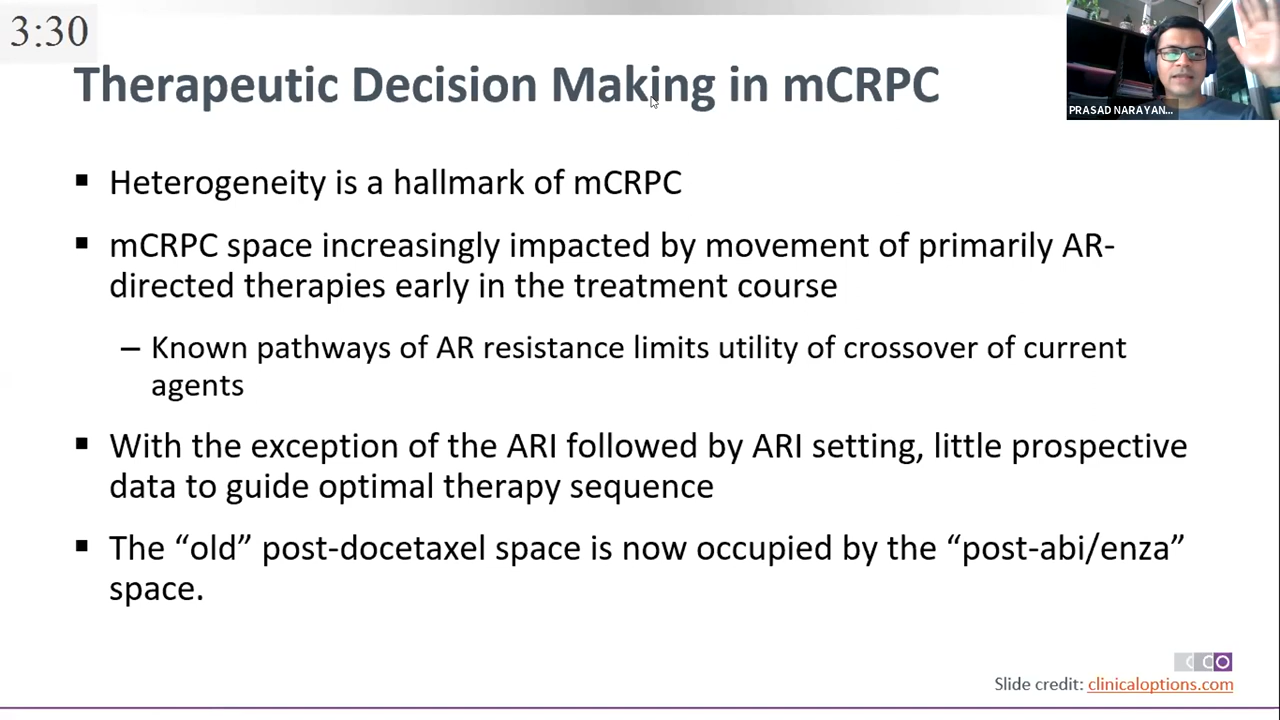 3:30
PRASAD NARAYAN...
Therapeutic Decision Making in mCRPC
▪ Heterogeneity is a hallmark of mCRPC
▪ mCRPC space increasingly impacted by movement of primarily AR-
directed therapies early in the treatment course
– Known pathways of AR resistance limits utility of crossover of current
agents
▪ With the exception of the ARI followed by ARI setting, little prospective
data to guide optimal therapy sequence
▪ The “old” post-docetaxel space is now occupied by the “post-abi/enza”
space.
CCO
Slide credit: clinicaloptions.com